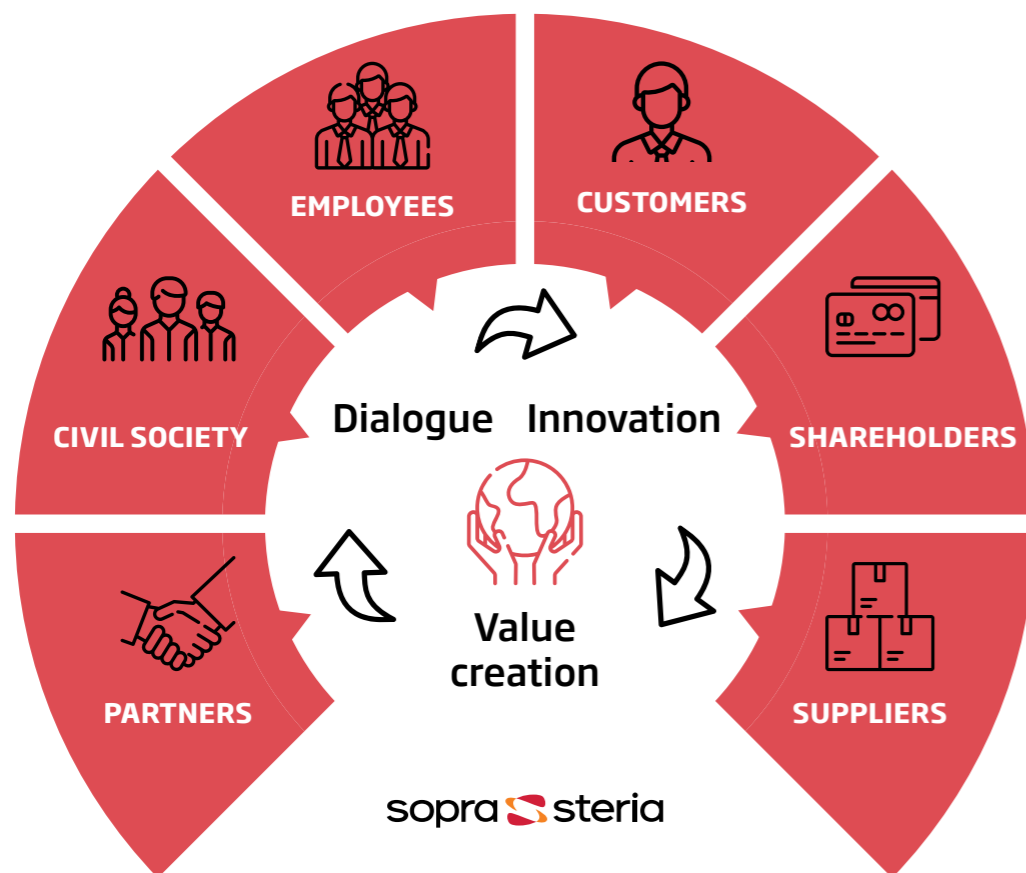 EMPLOYEES
CUSTOMERS
CIVIL SOCIETY
SHAREHOLDERS
Dialogue
Innovation
Value
creation
PARTNERS
SUPPLIERS
sopra steria